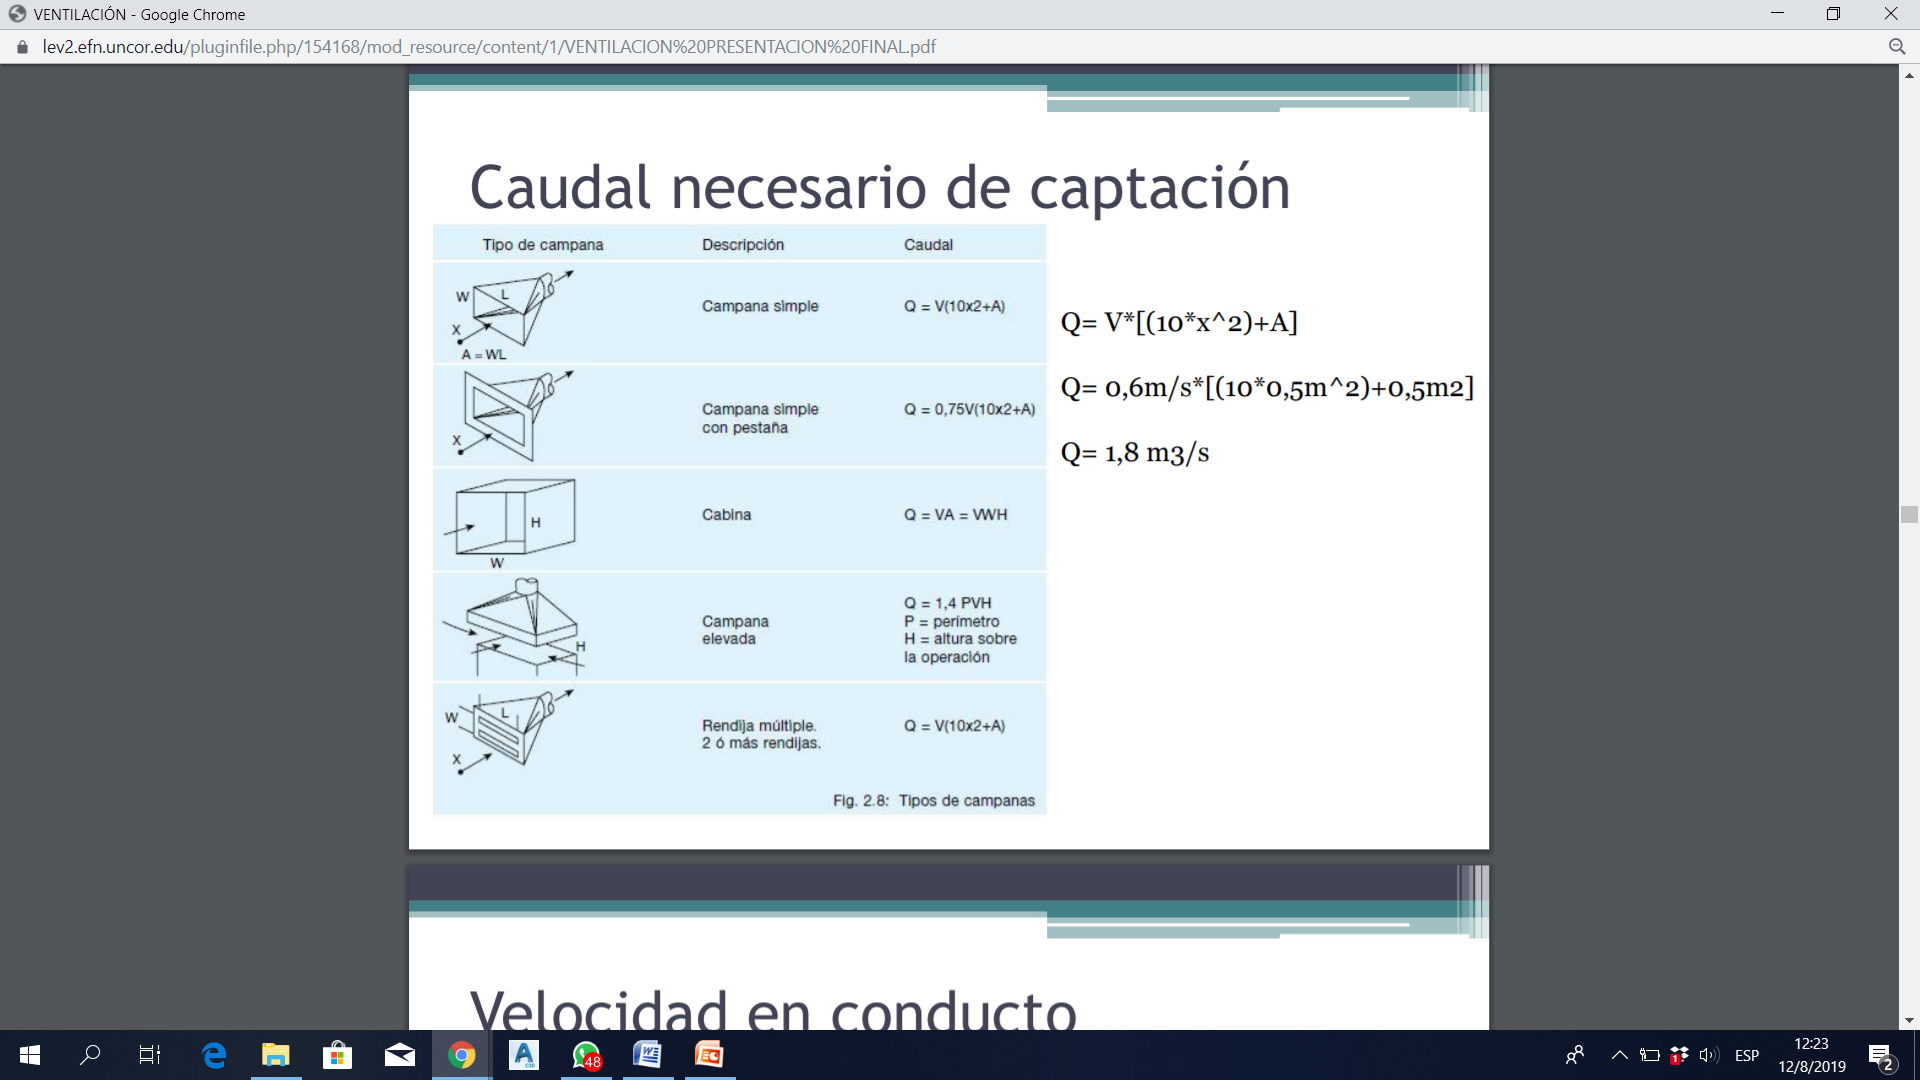 VENTILACIÓN - Google Chrome
lev2.efn.uncor.edu/pluginfile.php/154168/mod_resource/content/1/VENTILACION%20PRESENTACION%20FINAL.pdf
Caudal necesario de captación
Tipo de campana Descripción Caudal
W L
X
A = WL
Campana simple Q = V(10x2+A)
X
Campana simple
con pestaña
Q = 0,75V(10x2+A)
H
W
Cabina Q = VA = VWH
H
Campana
elevada
Q = 1,4 PVH
P = perímetro
H = altura sobre
la operación
W L
X
Rendija múltiple.
2 ó más rendijas.
Q = V(10x2+A)
Fig. 2.8: Tipos de campanas
Q= V*[(10*x^2)+A]
Q= 0,6m/s*[(10*0,5m^2)+0,5m2]
Q= 1,8 m3/s
Velocidad en conducto
48
1
ESP
12:23
12/8/2019
2